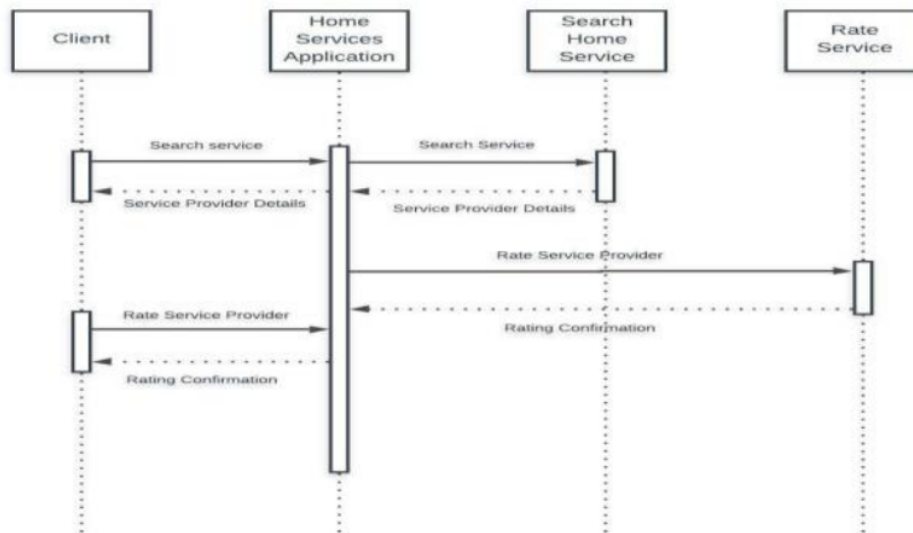 Client
Home
Services
Application
Search
Home
Service
Rate
Service
Search service
Search Service
Service Provider Details
Service Provider Details
Rate Service Provider
Rate Service Provider
Rating Confirmation
Rating Confirmation